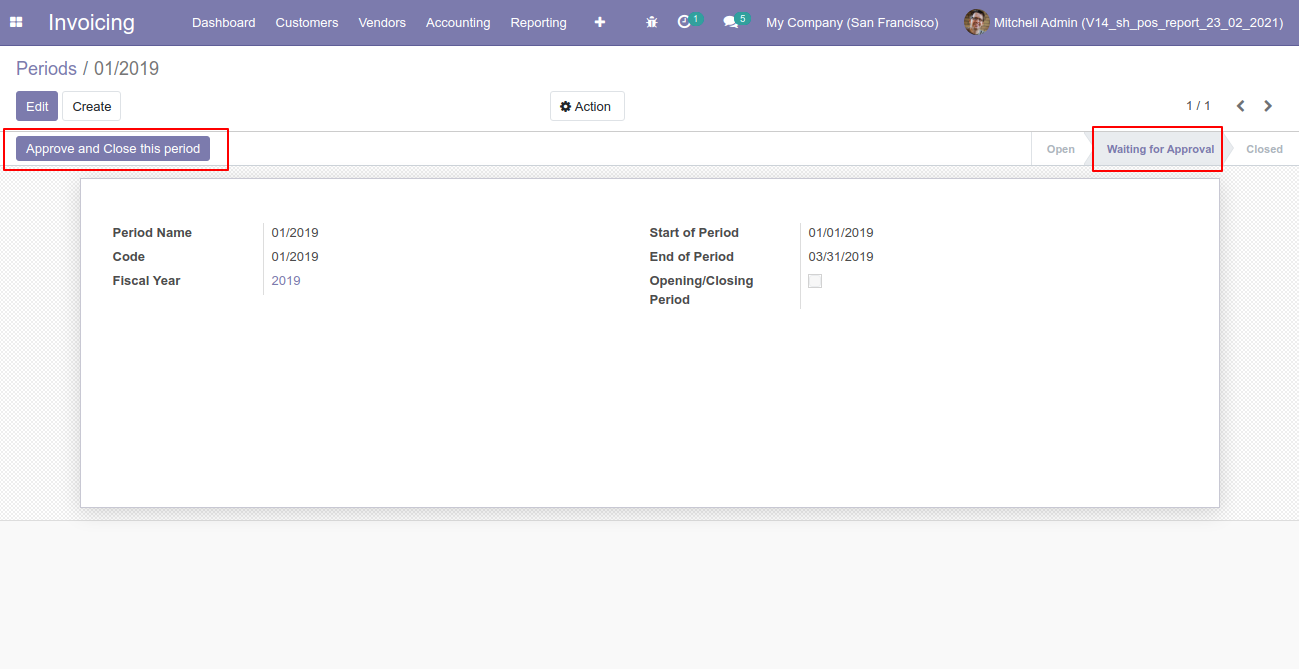 Invoicing Dashboard Customers Vendors Accounting Reporting 1 5 My Company (San Francisco) Mitchell Admin (V14_sh_pos_report_23_02_2021)
Periods / 01/2019
Edit Create Action 1 / 1
Approve and Close this period Open Waiting for Approval Closed
Period Name 01/2019
Code 01/2019
Fiscal Year 2019
Start of Period 01/01/2019
End of Period 03/31/2019
Opening/Closing
Period